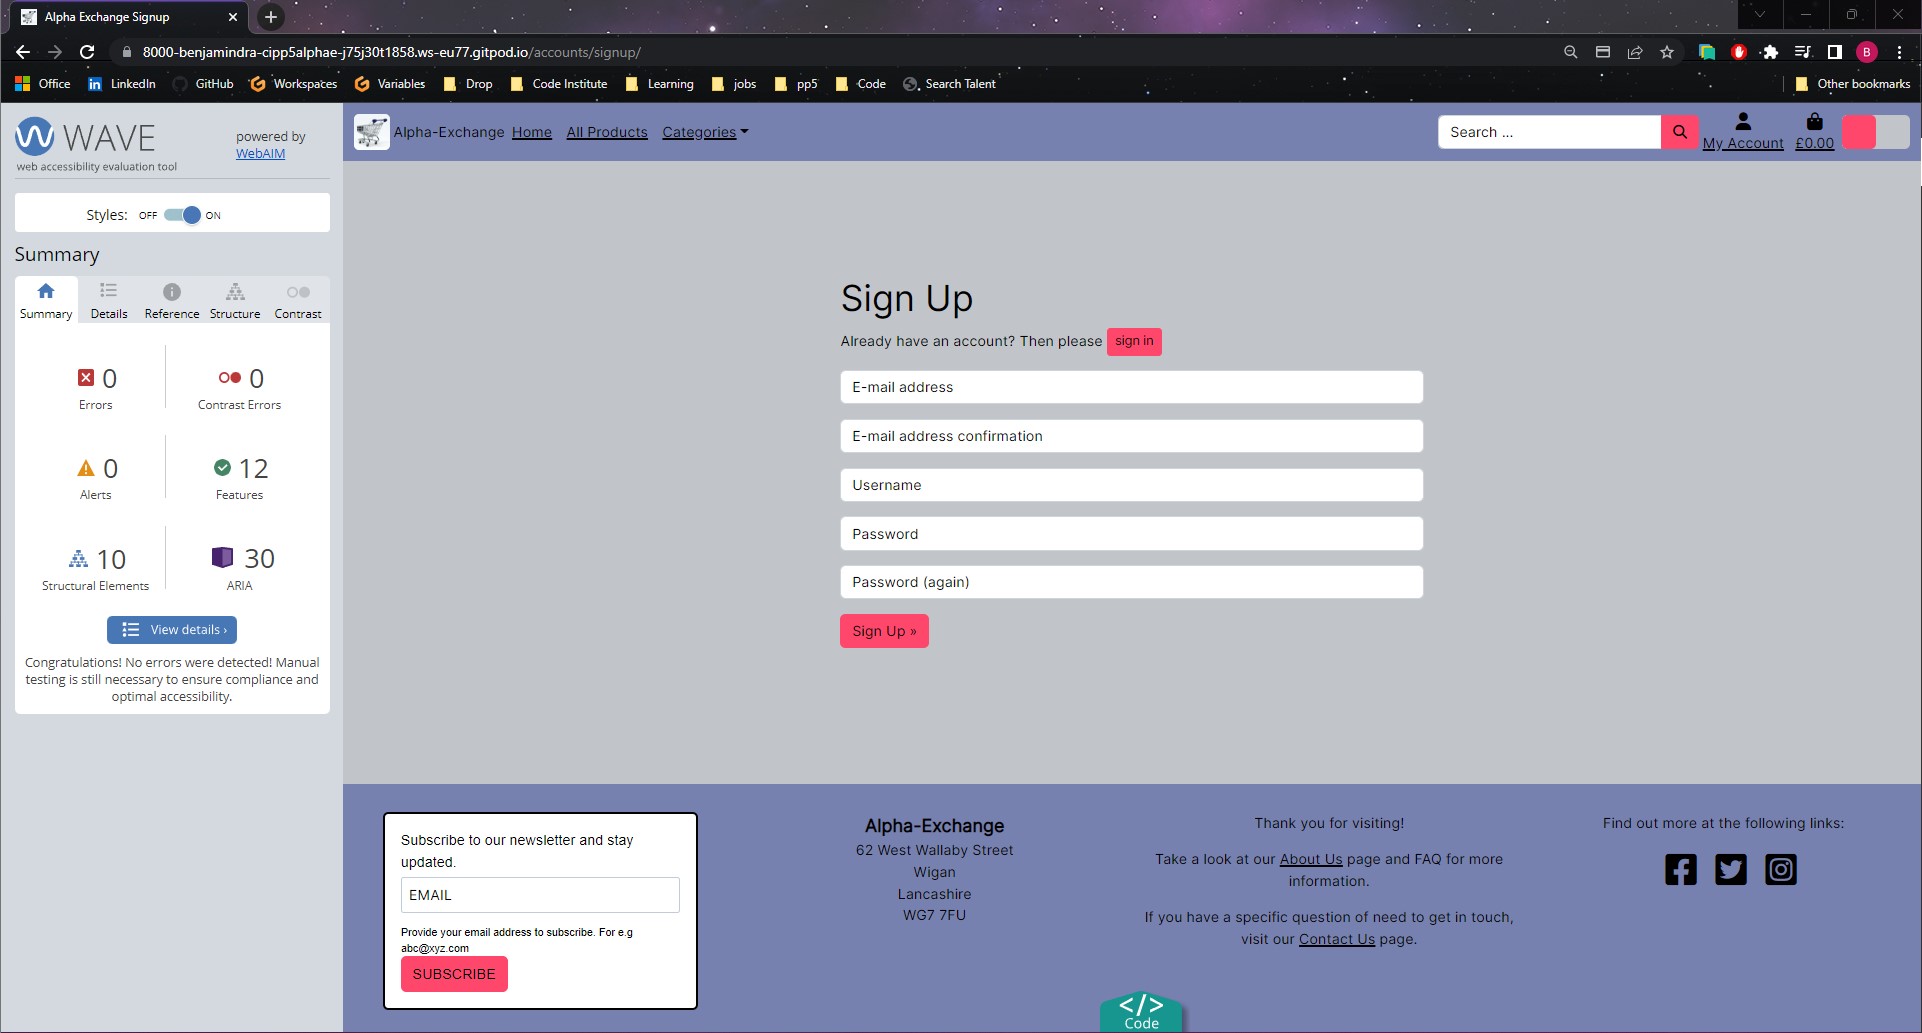 Alpha Exchange Signup
8000-benjamindra-cipp5alphae-j75j30t1858.ws-eu77.gitpod.io/accounts/signup/
B
Office
in LinkedIn
GitHub
Workspaces
Variables
Drop
Code Institute
Learning
jobs
pp5
Code
Search Talent
Other bookmarks
WAVE
web accessibility evaluation tool
powered by
WebAIM
Styles: OFF ON
Summary
Summary Details Reference Structure Contrast
0
Errors
0
Contrast Errors
0
Alerts
12
Features
10
Structural Elements
30
ARIA
View details ›
Congratulations! No errors were detected! Manual
testing is still necessary to ensure compliance and
optimal accessibility.
Alpha-Exchange Home All Products Categories
Search ...
My Account
£0.00
Sign Up
Already have an account? Then please sign in
E-mail address
E-mail address confirmation
Username
Password
Password (again)
Sign Up »
Subscribe to our newsletter and stay
updated.
EMAIL
Provide your email address to subscribe. For e.g
abc@xyz.com
SUBSCRIBE
Alpha-Exchange
62 West Wallaby Street
Wigan
Lancashire
WG7 7FU
Thank you for visiting!
Take a look at our About Us page and FAQ for more
information.
If you have a specific question of need to get in touch,
visit our Contact Us page.
Find out more at the following links:
</>
Code